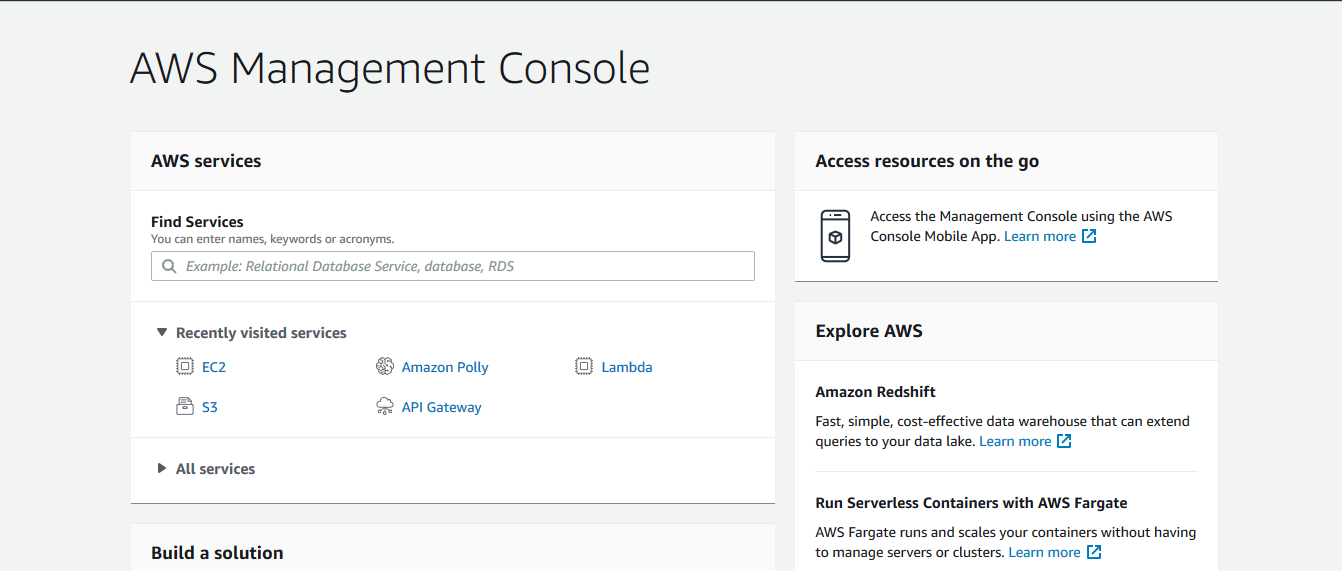 AWS Management Console
AWS services
Find Services
You can enter names, keywords or acronyms.
Example: Relational Database Service, database, RDS
Recently visited services
EC2
Amazon Polly
Lambda
S3
API Gateway
All services
Build a solution
Access resources on the go
Access the Management Console using the AWS
Console Mobile App. Learn more
Explore AWS
Amazon Redshift
Fast, simple, cost-effective data warehouse that can extend
queries to your data lake. Learn more
Run Serverless Containers with AWS Fargate
AWS Fargate runs and scales your containers without having
to manage servers or clusters. Learn more